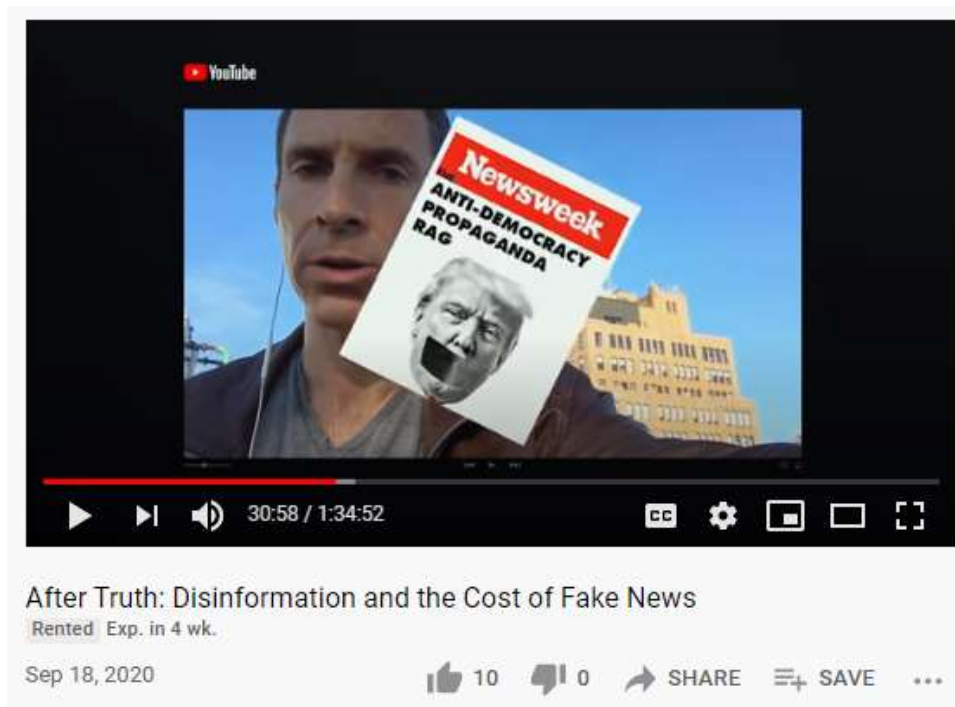 YouTube
Newsweek
ANTI-DEMOCRACY
PROPAGANDA
RAG
30:58 / 1:34:52
CC
After Truth: Disinformation and the Cost of Fake News
Rented Exp. in 4 wk.
Sep 18, 2020
10 0 SHARE SAVE